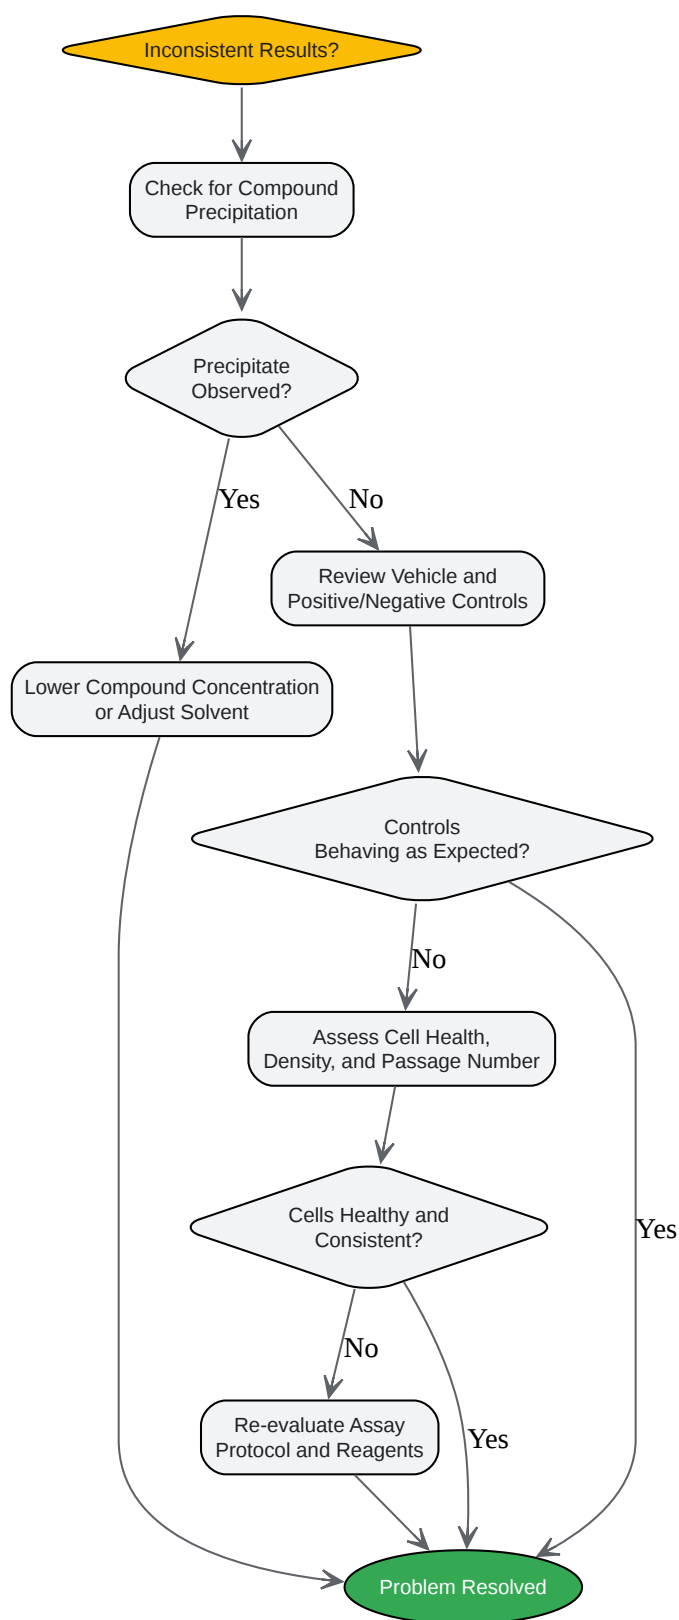 Inconsistent Results?
Check for Compound
Precipitation
Precipitate
Observed?
Yes
No
Review Vehicle and
Positive/Negative Controls
Lower Compound Concentration
or Adjust Solvent
Controls
Behaving as Expected?
No
Assess Cell Health,
Density, and Passage Number
Cells Healthy and
Consistent?
Yes
No
Re-evaluate Assay
Protocol and Reagents
Yes
Problem Resolved